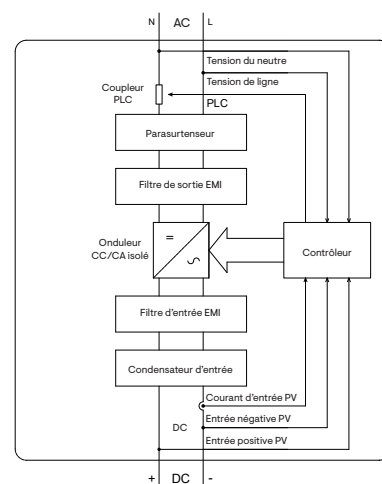 N AC L
Tension du neutre
Tension de ligne
Coupleur
PLC
PLC
Parasurtenseur
Filtre de sortie EMI
Onduleur
CC/CA isolé
=
∿
Contrôleur
Filtre d'entrée EMI
Condensateur d'entrée
Courant d'entrée PV
DC
Entrée négative PV
Entrée positive PV
+ DC -